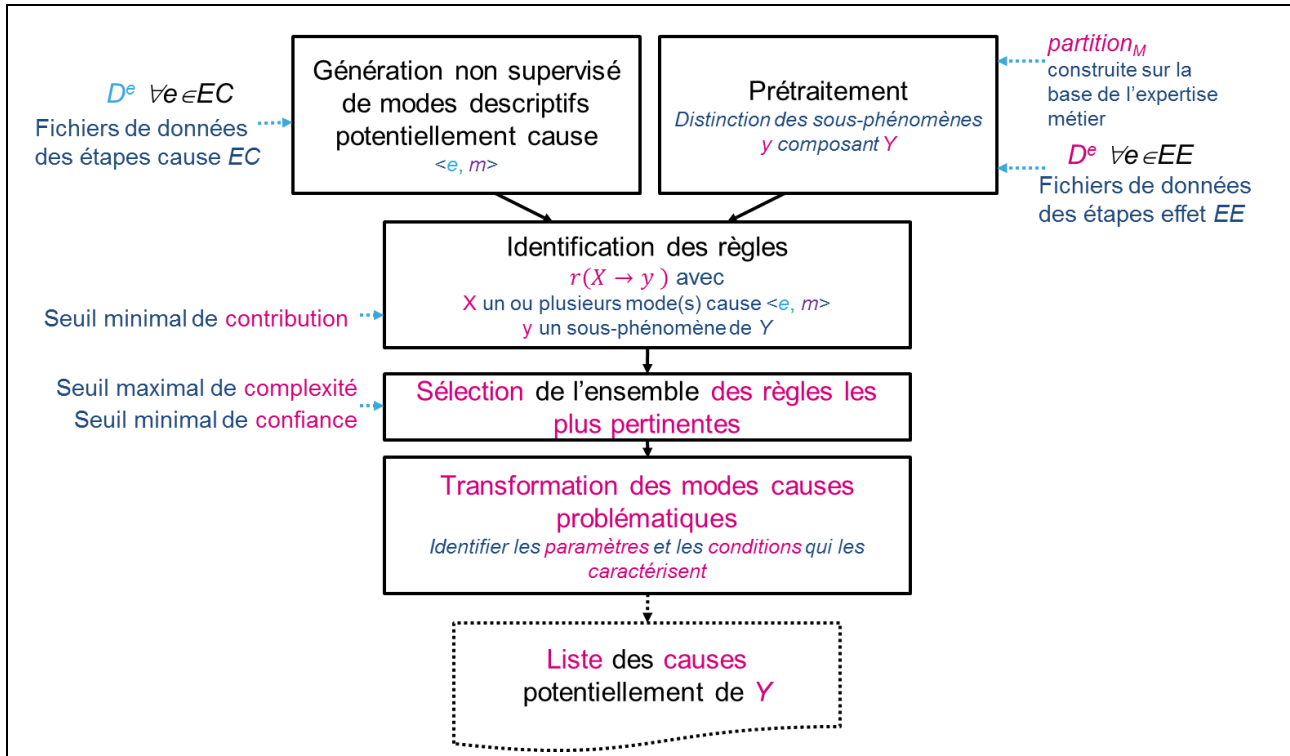 Génération non supervisé
de modes descriptifs
potentiellement cause
<e, m>
Dᵉ ∀e∈EC
Fichiers de données
des étapes cause EC
Prétraitement
Distinction des sous-phénomènes
y composant Y
partition_M
construite sur la
base de l'expertise
métier
Dᵉ ∀e∈EE
Fichiers de données
des étapes effet EE
Identification des règles
r(X → y ) avec
X un ou plusieurs mode(s) cause <e, m>
y un sous-phénomène de Y
Seuil minimal de contribution
Seuil maximal de complexité
Seuil minimal de confiance
Sélection de l'ensemble des règles les
plus pertinentes
Transformation des modes causes
problématiques
Identifier les paramètres et les conditions qui les
caractérisent
Liste des causes
potentiellement de Y